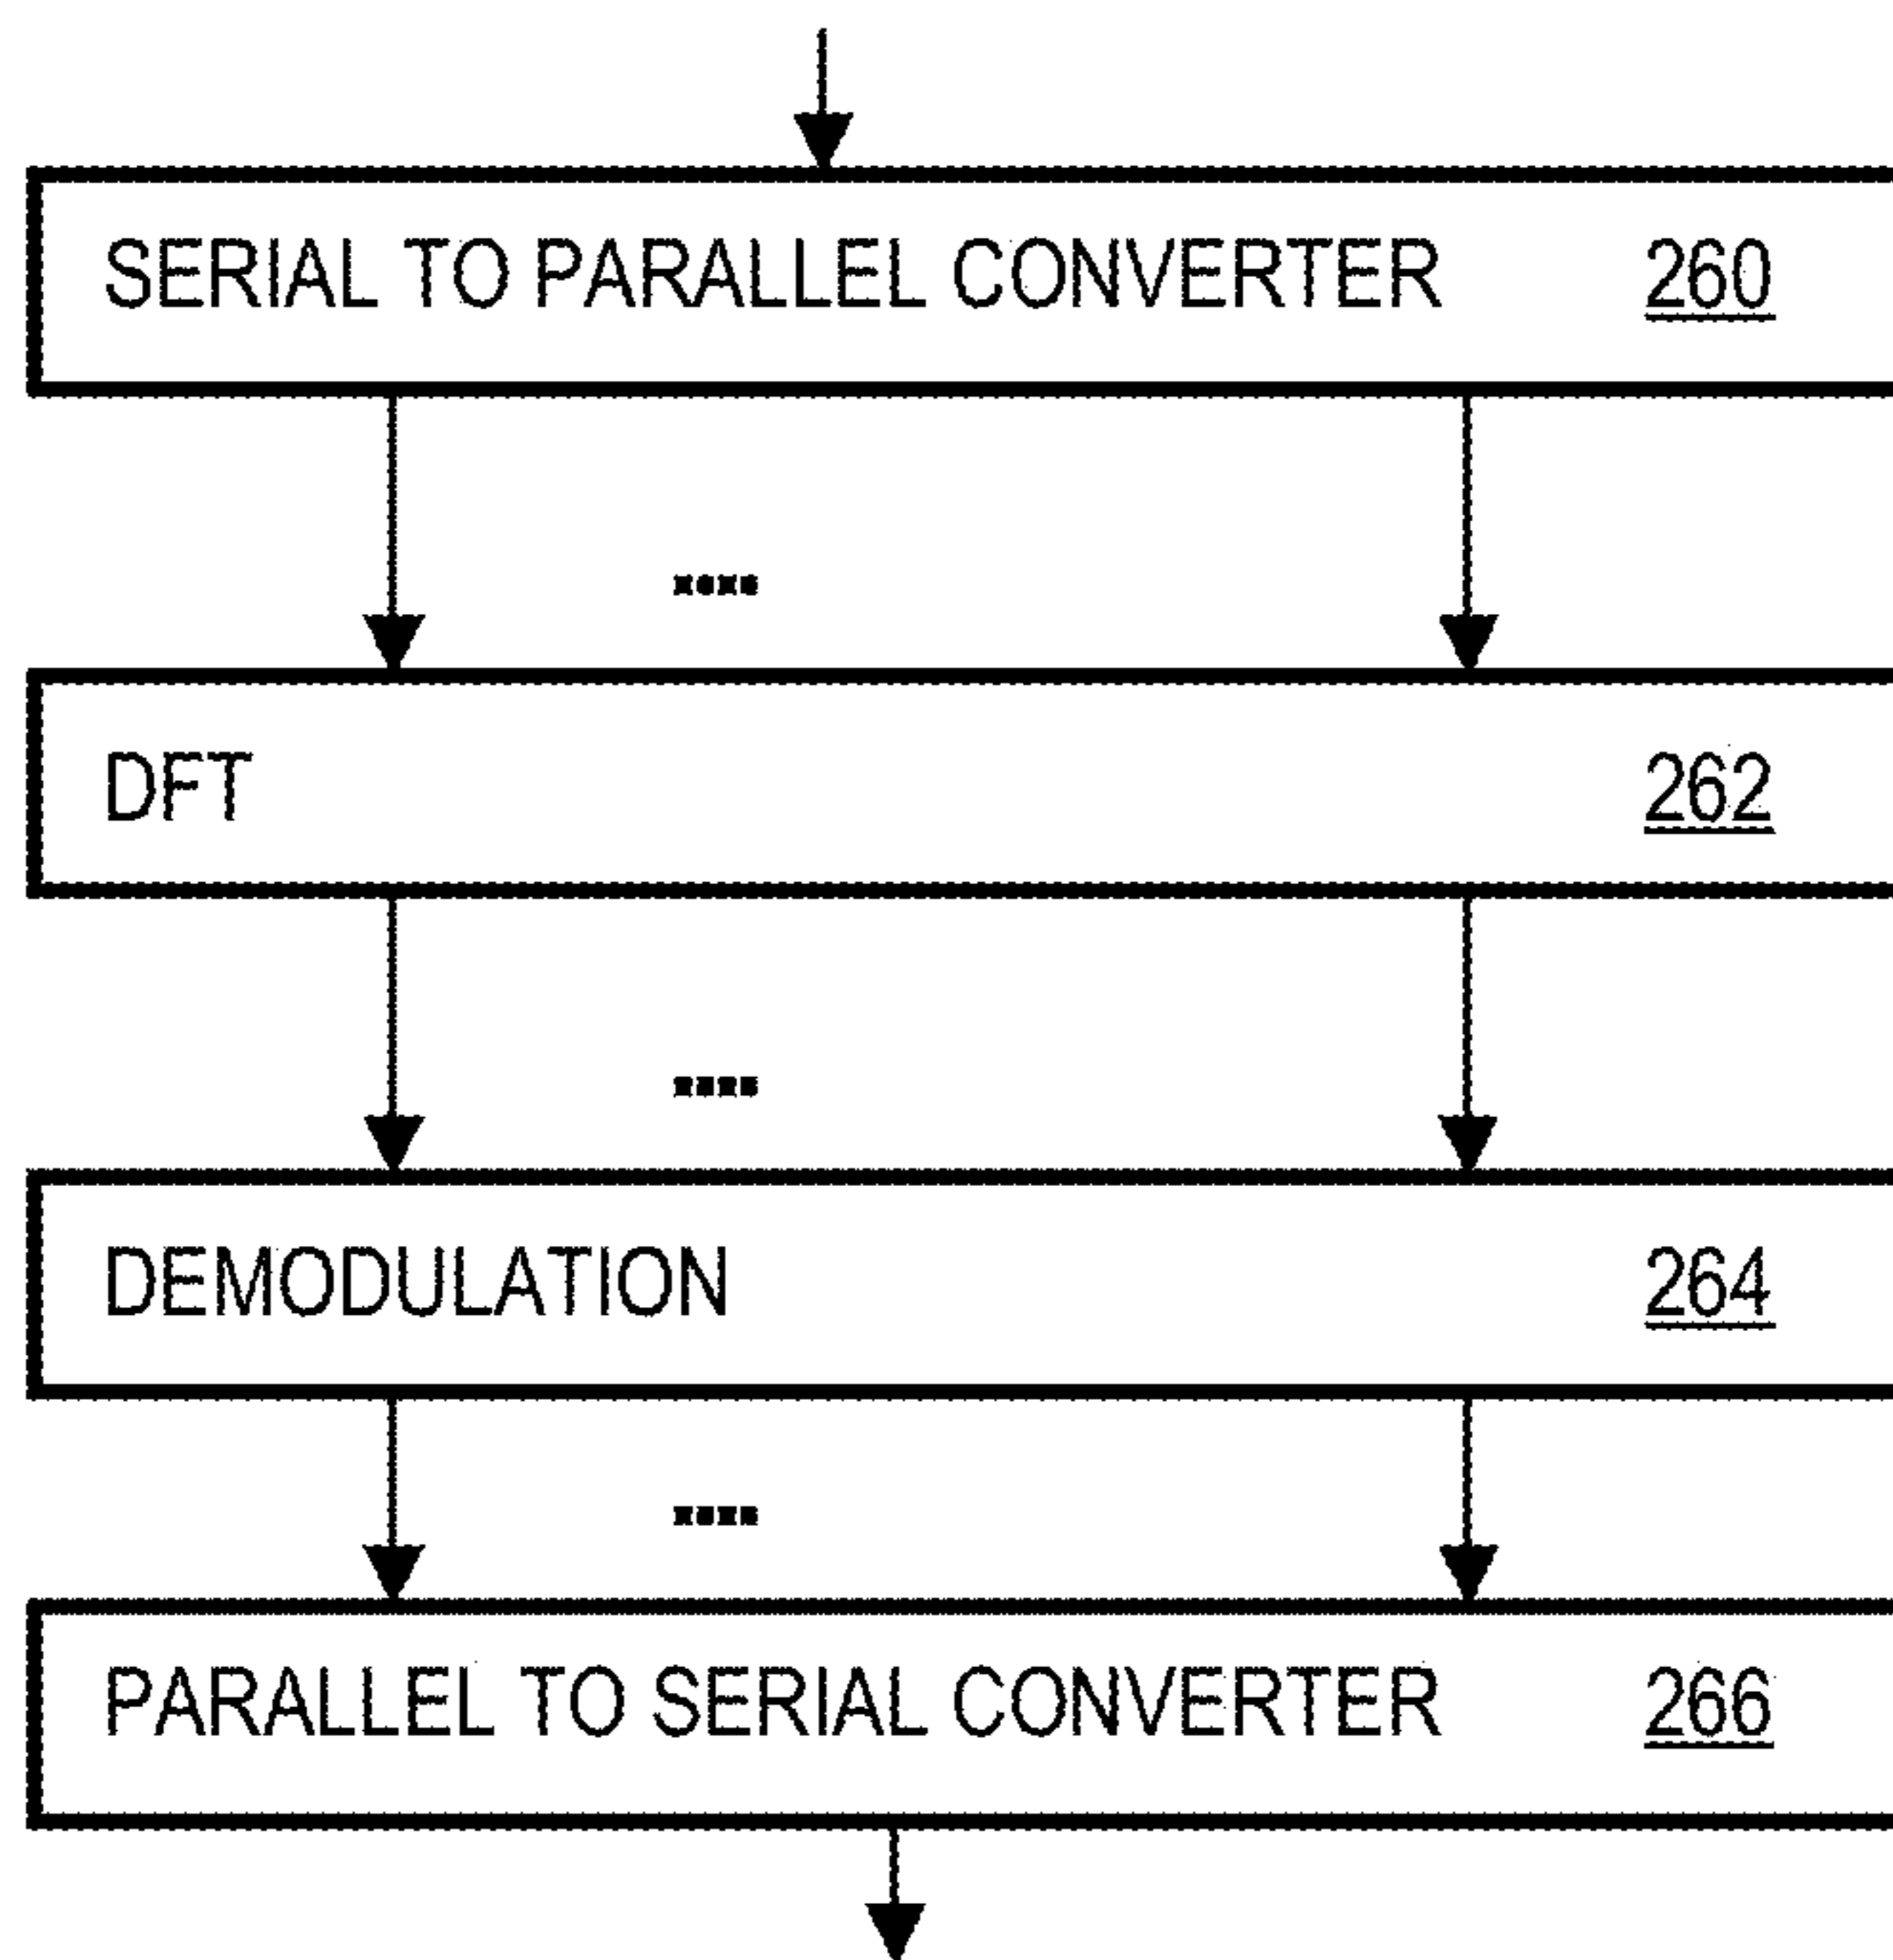 SERIAL TO PARALLEL CONVERTER 260
....
DFT 262
....
DEMODULATION 264
....
PARALLEL TO SERIAL CONVERTER 266